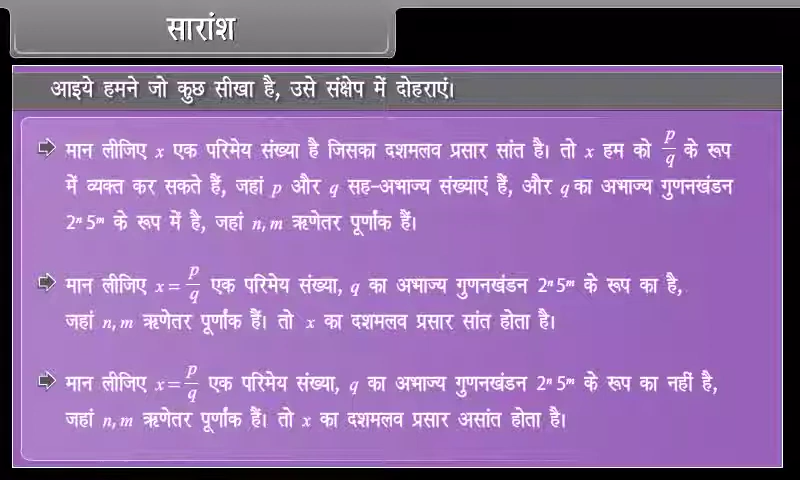 सारांश
आइये हमने जो कुछ सीखा है, उसे संक्षेप में दोहराएं।
मान लीजिए x एक परिमेय संख्या है जिसका दशमलव प्रसार सांत है। तो x हम को p/q के रूप
में व्यक्त कर सकते हैं, जहां p और q सह-अभाज्य संख्याएं हैं, और q का अभाज्य गुणनखंडन
2ⁿ 5ᵐ के रूप में है, जहां n, m ऋणेतर पूर्णांक हैं।
मान लीजिए x = p/q एक परिमेय संख्या, q का अभाज्य गुणनखंडन 2ⁿ 5ᵐ के रूप का है,
जहां n, m ऋणेतर पूर्णांक हैं। तो x का दशमलव प्रसार सांत होता है।
मान लीजिए x = p/q एक परिमेय संख्या, q का अभाज्य गुणनखंडन 2ⁿ 5ᵐ के रूप का नहीं है,
जहां n, m ऋणेतर पूर्णांक हैं। तो x का दशमलव प्रसार असांत होता है।